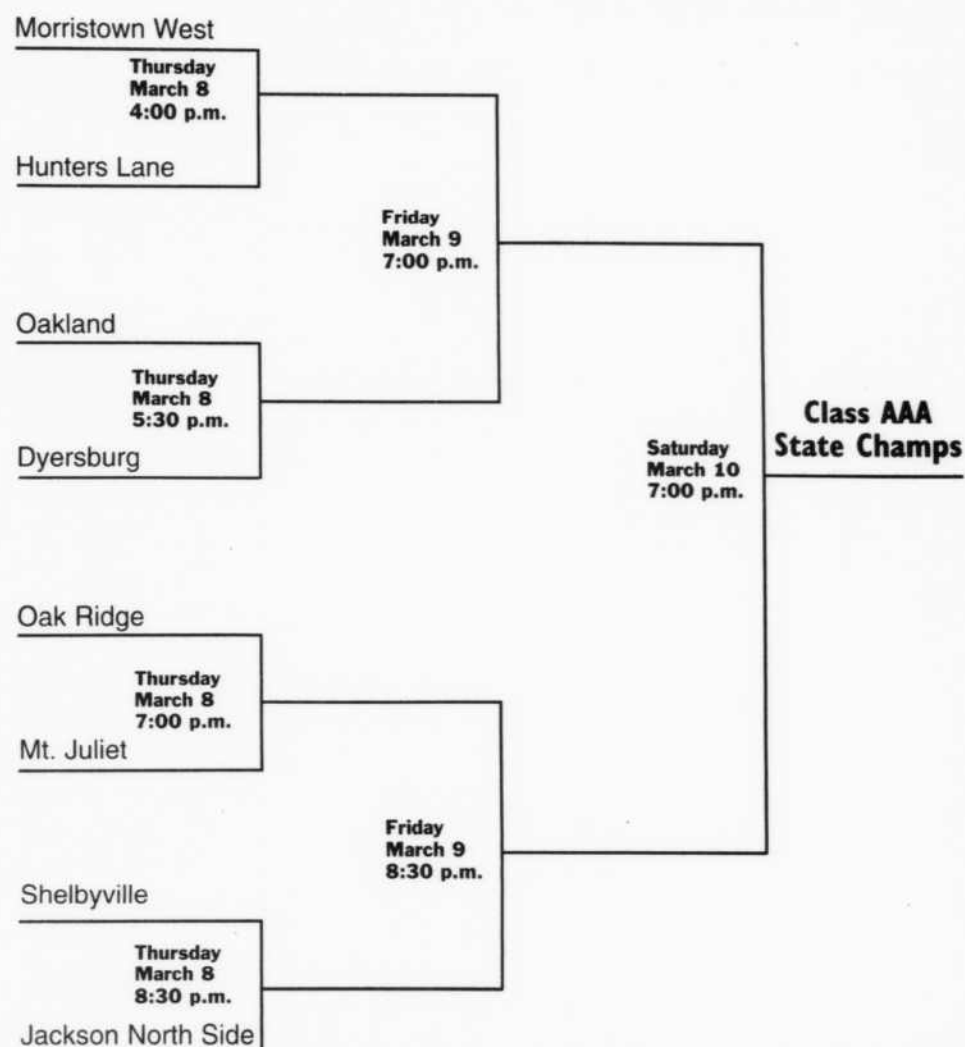 Morristown West
Thursday
March 8
4:00 p.m.
Hunters Lane
Friday
March 9
7:00 p.m.
Oakland
Thursday
March 8
5:30 p.m.
Dyersburg
Class AAA
State Champs
Saturday
March 10
7:00 p.m.
Oak Ridge
Thursday
March 8
7:00 p.m.
Mt. Juliet
Friday
March 9
8:30 p.m.
Shelbyville
Thursday
March 8
8:30 p.m.
Jackson North Side